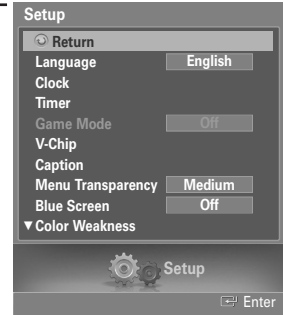 Setup
Return
Language English
Clock
Timer
Game Mode Off
V-Chip
Caption
Menu Transparency Medium
Blue Screen Off
▼ Color Weakness
Setup
Enter